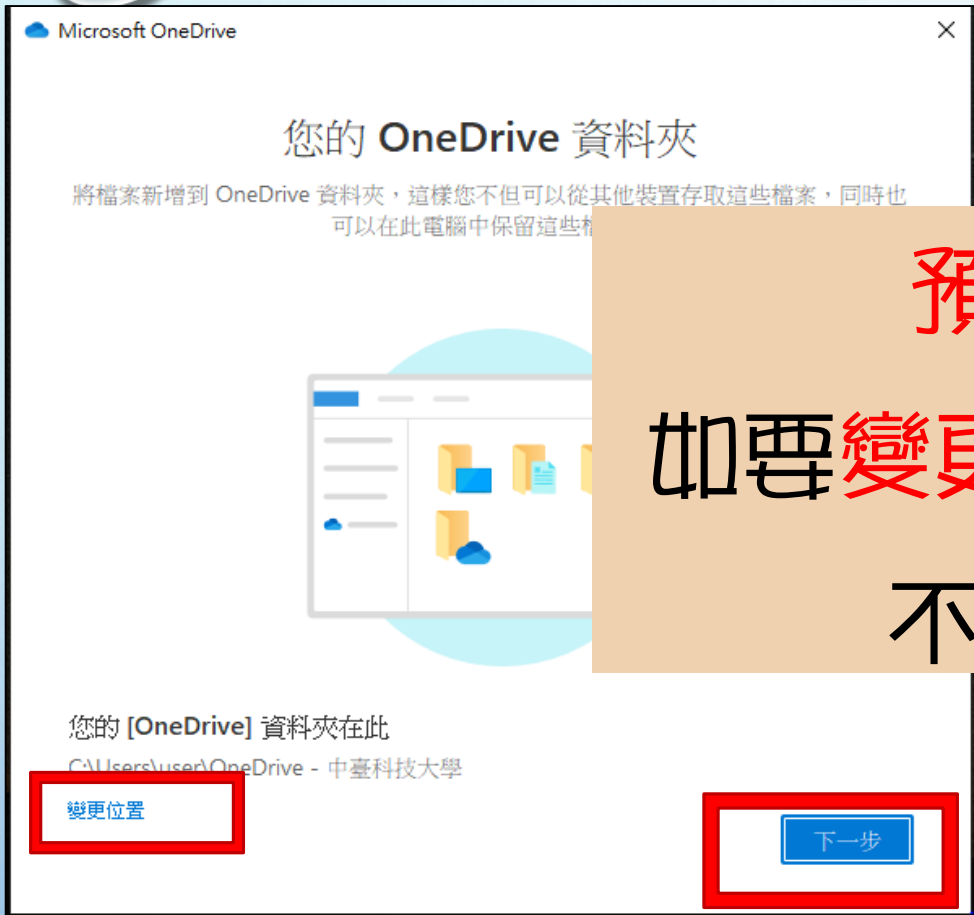 Microsoft OneDrive
您的 OneDrive 資料夾
將檔案新增到 OneDrive 資料夾，這樣您不但可以從其他裝置存取這些檔案，同時也
可以在此電腦中保留這些
預
如要變更
不
您的 [OneDrive] 資料夾在此
C:\Users\user\OneDrive - 中臺科技大學
變更位置
下一步